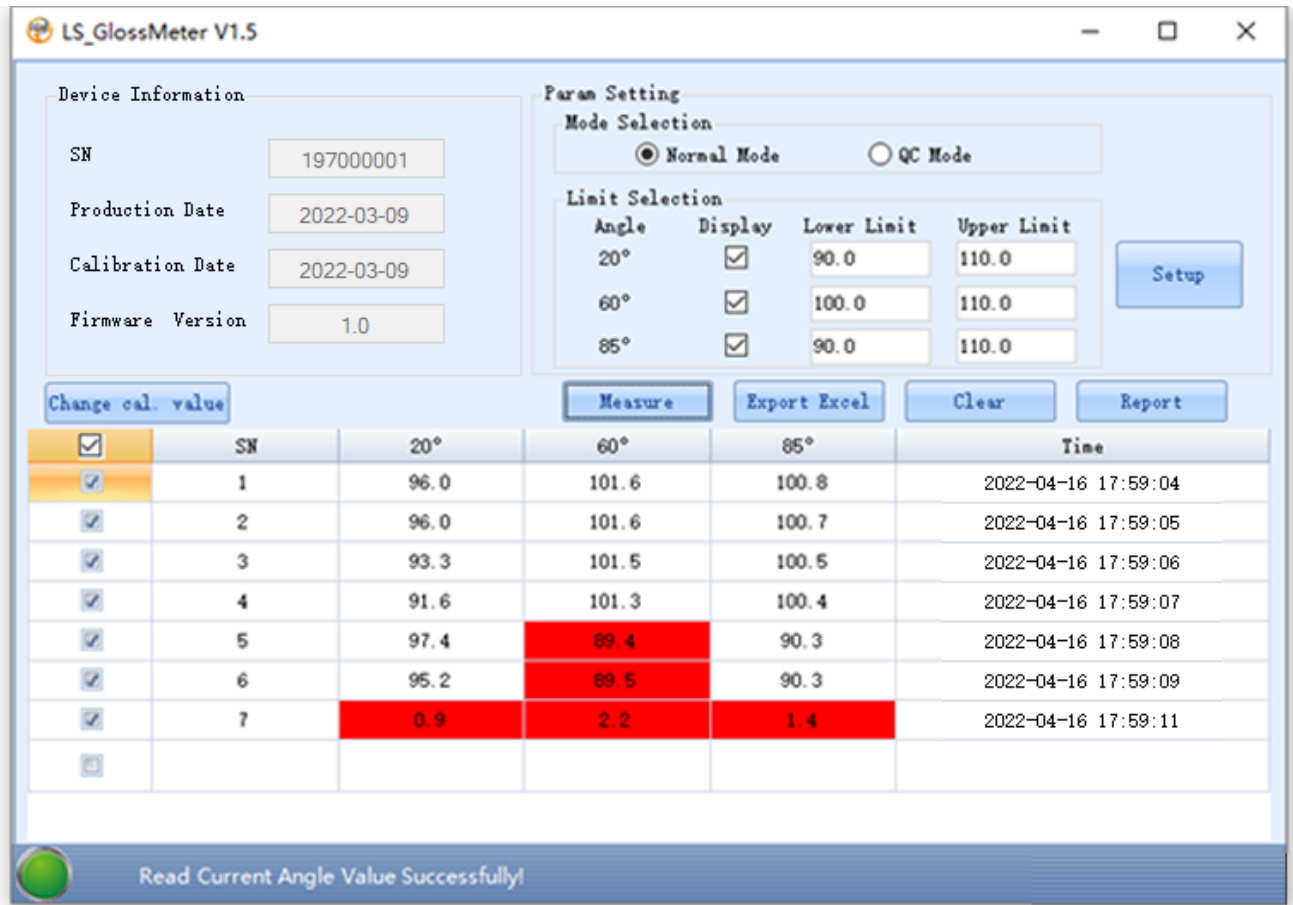 LS_GlossMeter V1.5
Device Information
SN 197000001
Production Date 2022-03-09
Calibration Date 2022-03-09
Firmware Version 1.0
Param Setting
Mode Selection
Normal Mode QC Mode
Limit Selection
Angle Display Lower Limit Upper Limit
20° 90.0 110.0
60° 100.0 110.0
85° 90.0 110.0
Setup
Change cal. value Measure Export Excel Clear Report
SN 20° 60° 85° Time
1 96.0 101.6 100.8 2022-04-16 17:59:04
2 96.0 101.6 100.7 2022-04-16 17:59:05
3 93.3 101.5 100.5 2022-04-16 17:59:06
4 91.6 101.3 100.4 2022-04-16 17:59:07
5 97.4 89.4 90.3 2022-04-16 17:59:08
6 95.2 89.5 90.3 2022-04-16 17:59:09
7 0.9 2.2 1.4 2022-04-16 17:59:11
Read Current Angle Value Successfully!